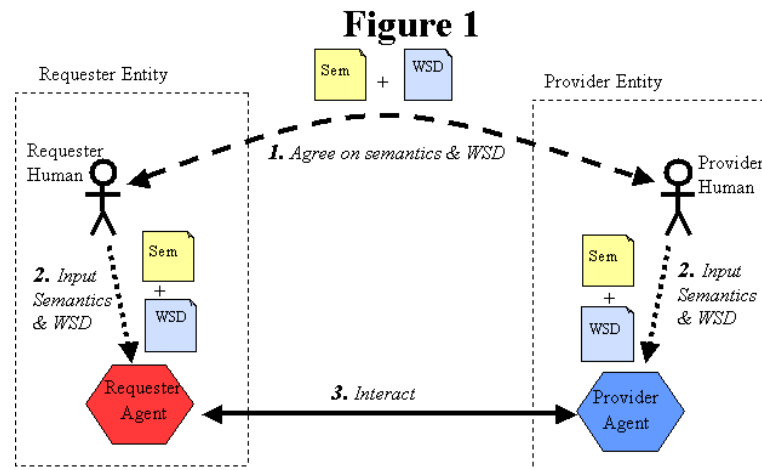 Figure 1
Requester Entity
Sem
+
WSD
Provider Entity
Requester
Human
1. Agree on semantics & WSD
Provider
Human
2. Input
Semantics
& WSD
Sem
+
WSD
Sem
+
WSD
2. Input
Semantics
& WSD
Requester
Agent
3. Interact
Provider
Agent